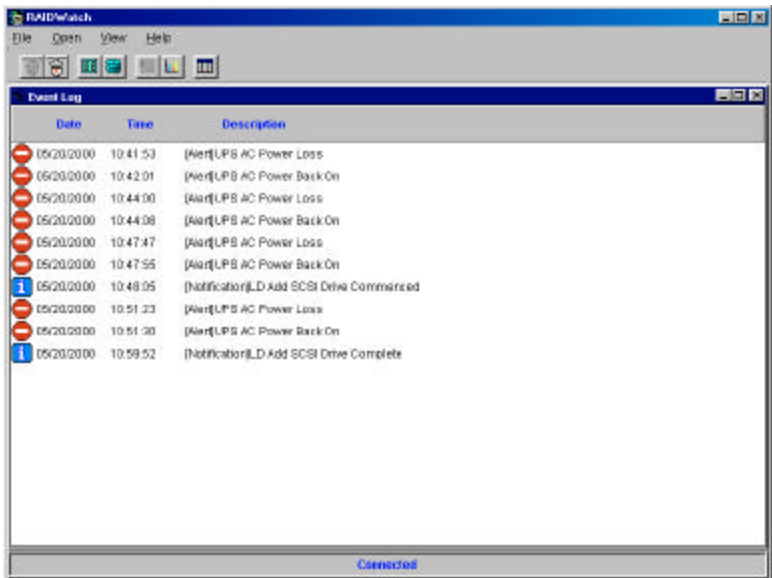 RAIDWatch
File Open View Help
Event Log
Date Time Description
05/20/2000 10:41:53 [Alert]UPS AC Power Loss
05/20/2000 10:42:01 [Alert]UPS AC Power Back On
05/20/2000 10:44:00 [Alert]UPS AC Power Loss
05/20/2000 10:44:08 [Alert]UPS AC Power Back On
05/20/2000 10:47:47 [Alert]UPS AC Power Loss
05/20/2000 10:47:55 [Alert]UPS AC Power Back On
05/20/2000 10:48:05 [Notification]LD Add SCSI Drive Commenced
05/20/2000 10:51:23 [Alert]UPS AC Power Loss
05/20/2000 10:51:30 [Alert]UPS AC Power Back On
05/20/2000 10:59:52 [Notification]LD Add SCSI Drive Complete
Connected